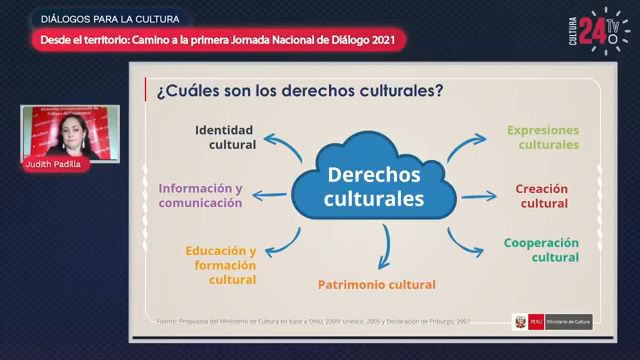 DIÁLOGOS PARA LA CULTURA
Desde el territorio: Camino a la primera Jornada Nacional de Diálogo 2021
CULTURA
24
TV
¿Cuáles son los derechos culturales?
Judith Padilla
Identidad
cultural
Información y
comunicación
Educación y
formación
cultural
Derechos
culturales
Patrimonio cultural
Expresiones
culturales
Creación
cultural
Cooperación
cultural
Fuente: Propuesta del Ministerio de Cultura en base a ONU, 2009; Unesco, 2005 y Declaración de Friburgo, 2007
PERÚ
Ministerio de Cultura